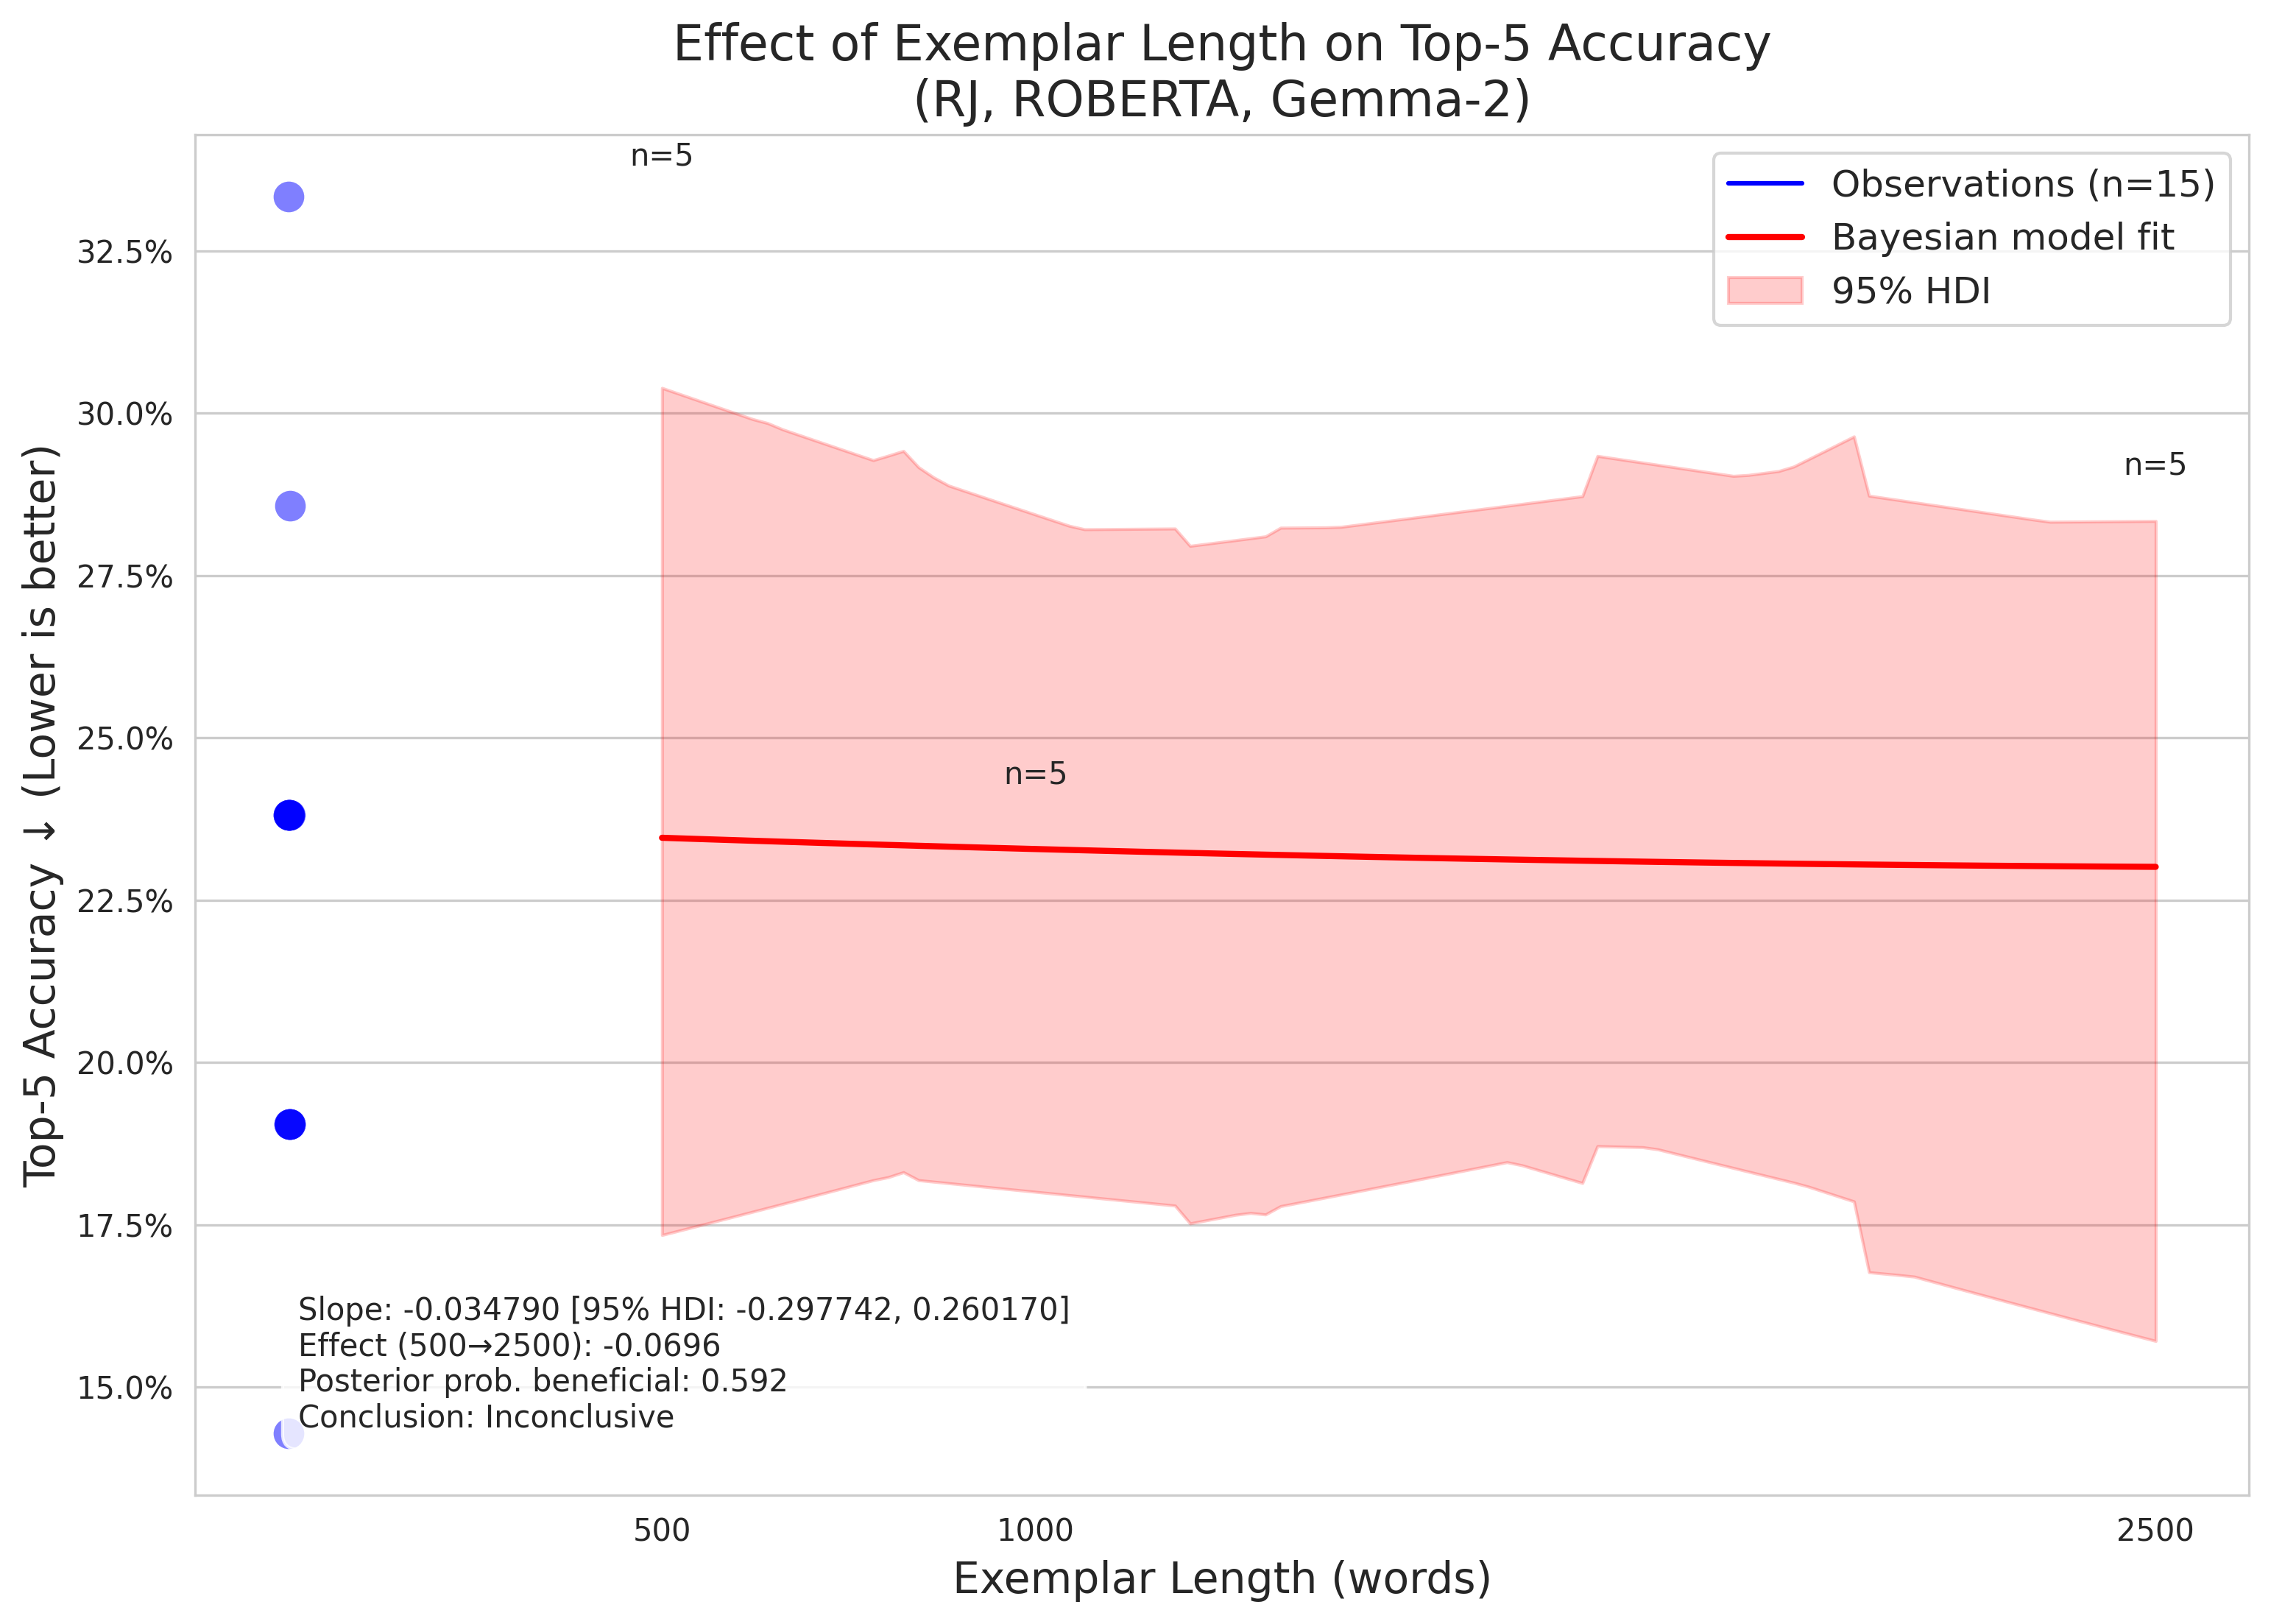 Effect of Exemplar Length on Top-5 Accuracy
(RJ, ROBERTA, Gemma-2)
n=5
Observations (n=15)
Bayesian model fit
95% HDI
n=5
n=5
32.5%
30.0%
27.5%
25.0%
22.5%
20.0%
17.5%
15.0%
Top-5 Accuracy ↓ (Lower is better)
Slope: -0.034790 [95% HDI: -0.297742, 0.260170]
Effect (500→2500): -0.0696
Posterior prob. beneficial: 0.592
Conclusion: Inconclusive
500
1000
2500
Exemplar Length (words)